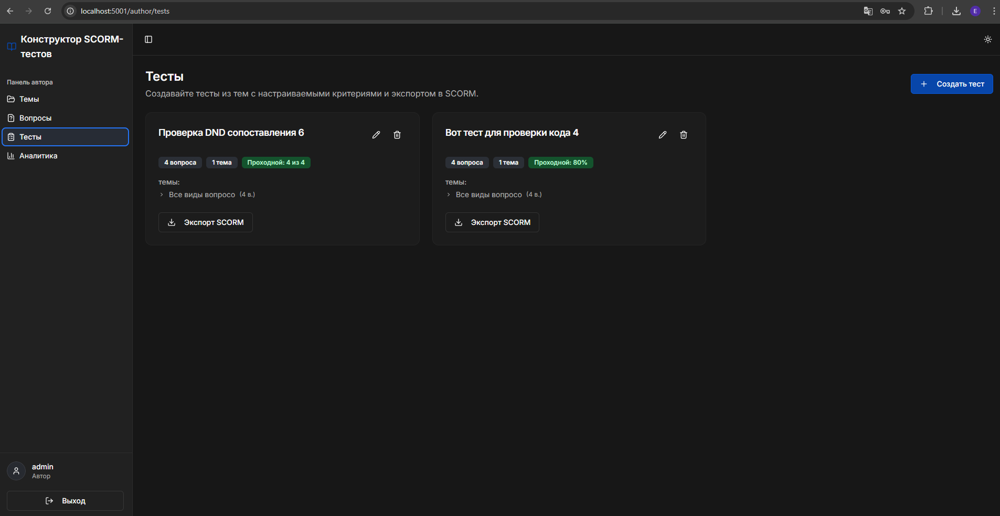 localhost:5001/author/tests
E
Конструктор SCORM-
тестов
Панель автора
Темы
Вопросы
Тесты
Аналитика
Тесты
Создавайте тесты из тем с настраиваемыми критериями и экспортом в SCORM.
Создать тест
Проверка DND сопоставления 6
4 вопроса
1 тема
Проходной: 4 из 4
темы:
Все виды вопросо (4 в.)
Экспорт SCORM
Вот тест для проверки кода 4
4 вопроса
1 тема
Проходной: 80%
темы:
Все виды вопросо (4 в.)
Экспорт SCORM
admin
Автор
Выход